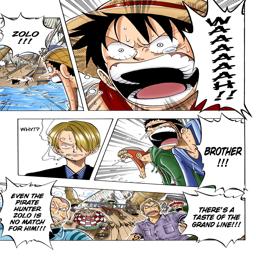 WAAAAAAAH!!
ZOLO
!!!
BROTHER
!!!
WHY!?
THERE'S A
TASTE OF THE
GRAND LINE!!!
EVEN THE
PIRATE
HUNTER
ZOLO IS NO
MATCH FOR
HIM!!!